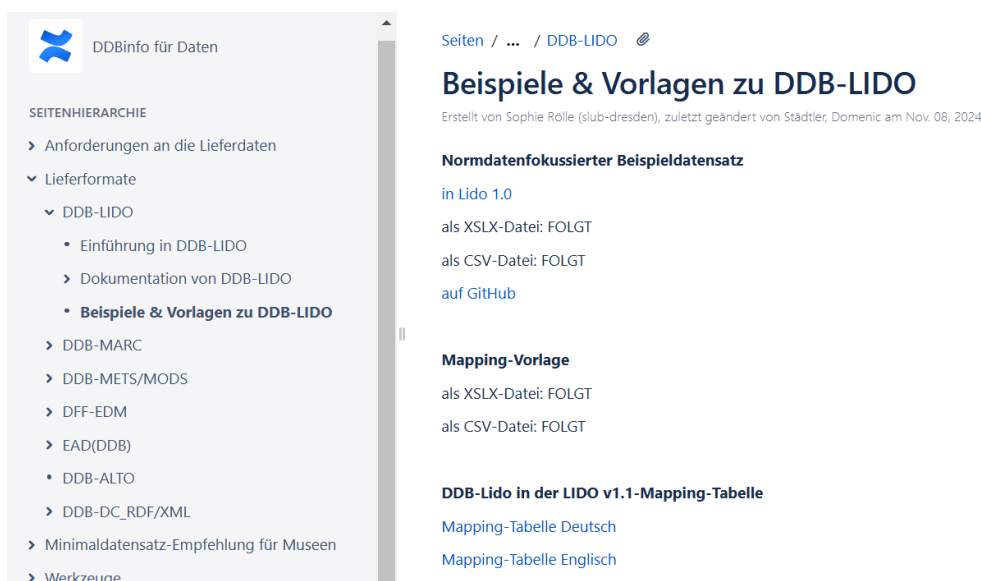 DDBinfo für Daten
SEITENHIERARCHIE
Anforderungen an die Lieferdaten
Lieferformate
DDB-LIDO
Einführung in DDB-LIDO
Dokumentation von DDB-LIDO
Beispiele & Vorlagen zu DDB-LIDO
DDB-MARC
DDB-METS/MODS
DFF-EDM
EAD(DDB)
DDB-ALTO
DDB-DC_RDF/XML
Minimaldatensatz-Empfehlung für Museen
Werkzeuge
Seiten / ... / DDB-LIDO
Beispiele & Vorlagen zu DDB-LIDO
Erstellt von Sophie Rölle (slub-dresden), zuletzt geändert von Städtler, Domenic am Nov. 08, 2024
Normdatenfokussierter Beispieldatensatz
in Lido 1.0
als XSLX-Datei: FOLGT
als CSV-Datei: FOLGT
auf GitHub
Mapping-Vorlage
als XSLX-Datei: FOLGT
als CSV-Datei: FOLGT
DDB-Lido in der LIDO v1.1-Mapping-Tabelle
Mapping-Tabelle Deutsch
Mapping-Tabelle Englisch